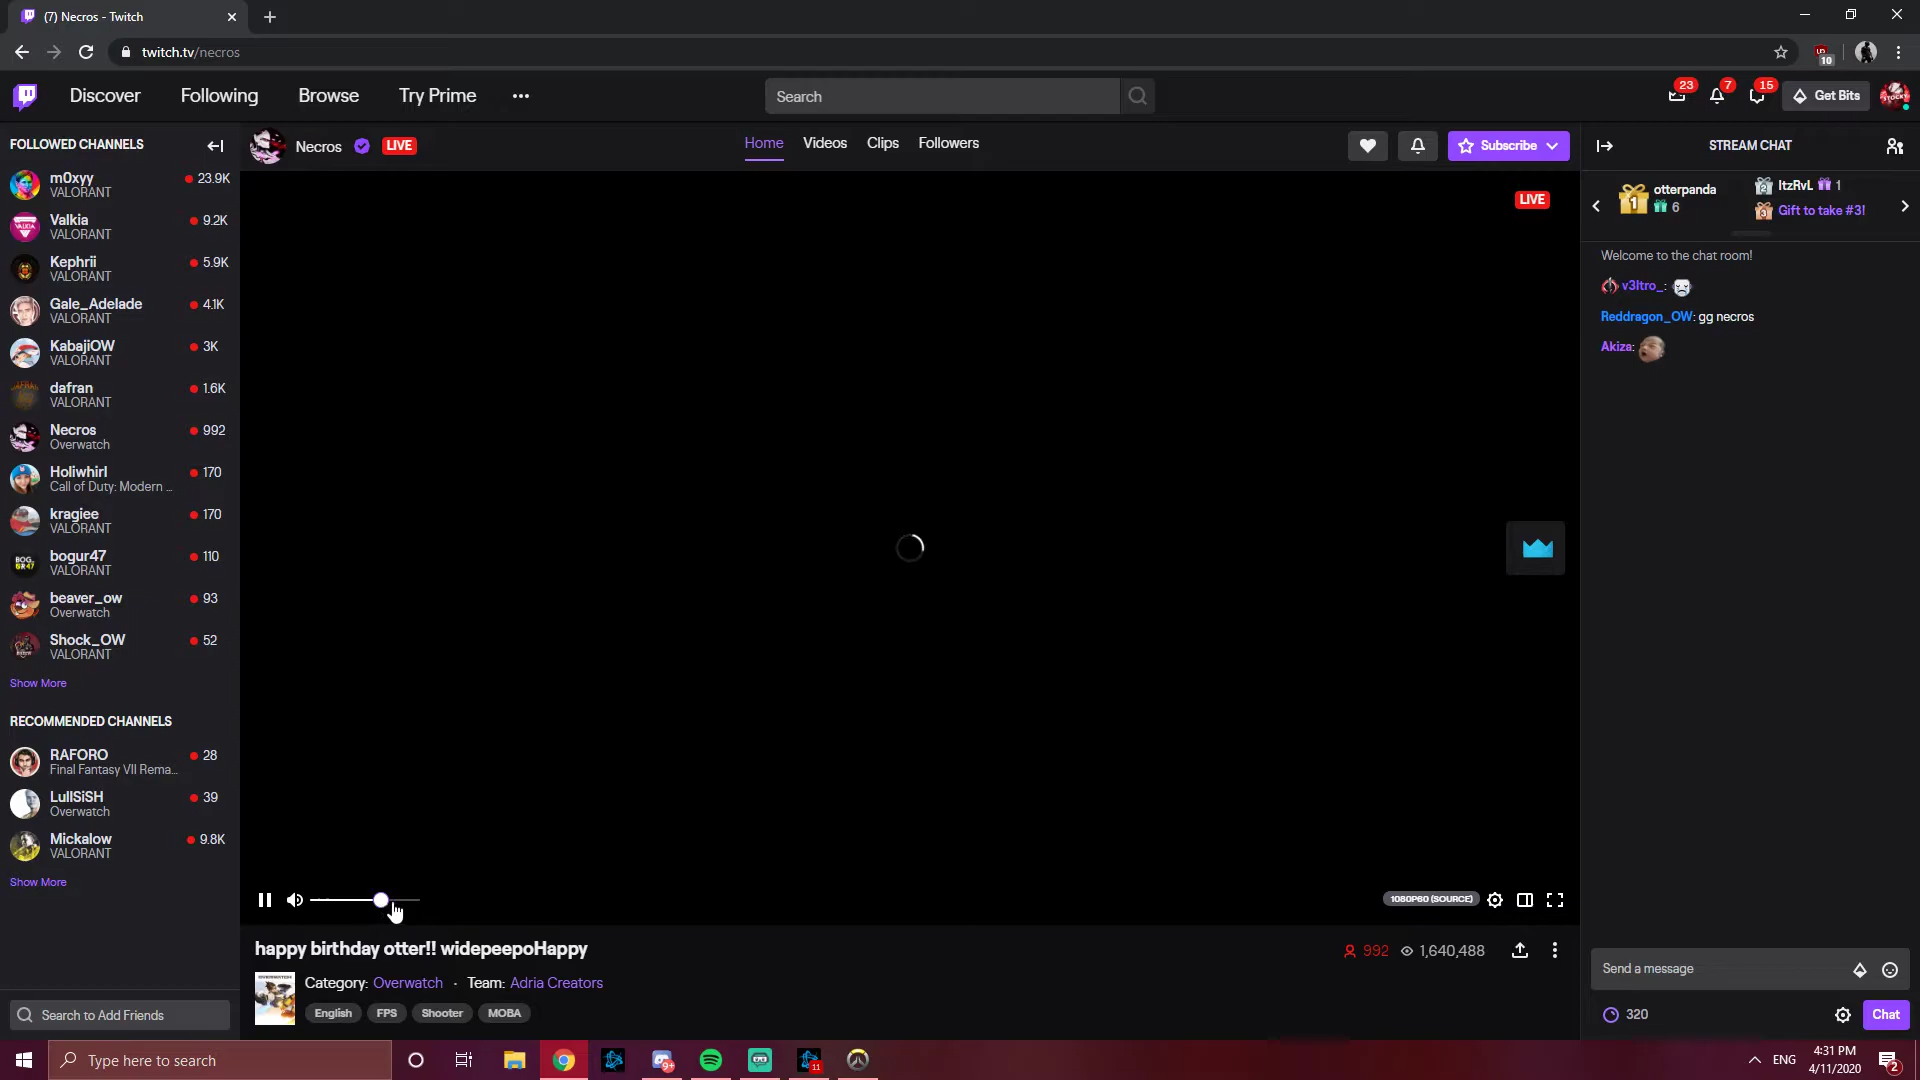 (7) Necros - Twitch
twitch.tv/necros
10
Discover
Following
Browse
Try Prime
Search
23
7
15
Get Bits
FOLLOWED CHANNELS
m0xyy 23.9K
VALORANT
Valkia 9.2K
VALORANT
Kephrii 5.9K
VALORANT
Gale_Adelade 4.1K
VALORANT
KabajiOW 3K
VALORANT
dafran 1.6K
VALORANT
Necros 992
Overwatch
Holiwhirl 170
Call of Duty: Modern ...
kragiee 170
VALORANT
bogur47 110
VALORANT
beaver_ow 93
Overwatch
Shock_OW 52
VALORANT
Show More
RECOMMENDED CHANNELS
RAFORO 28
Final Fantasy VII Rema...
LullSiSH 39
Overwatch
Mickalow 9.8K
VALORANT
Show More
Search to Add Friends
Necros
LIVE
Home
Videos
Clips
Followers
Subscribe
LIVE
1080P60 (SOURCE)
happy birthday otter!! widepeepoHappy
992
1,640,488
Category: Overwatch · Team: Adria Creators
English
FPS
Shooter
MOBA
STREAM CHAT
1
otterpanda
6
2
ItzRvL 1
3
Gift to take #3!
Welcome to the chat room!
v3ltro_:
Reddragon_OW: gg necros
Akiza:
Send a message
320
Chat
Type here to search
9+
11
ENG
4:31 PM
4/11/2020
2